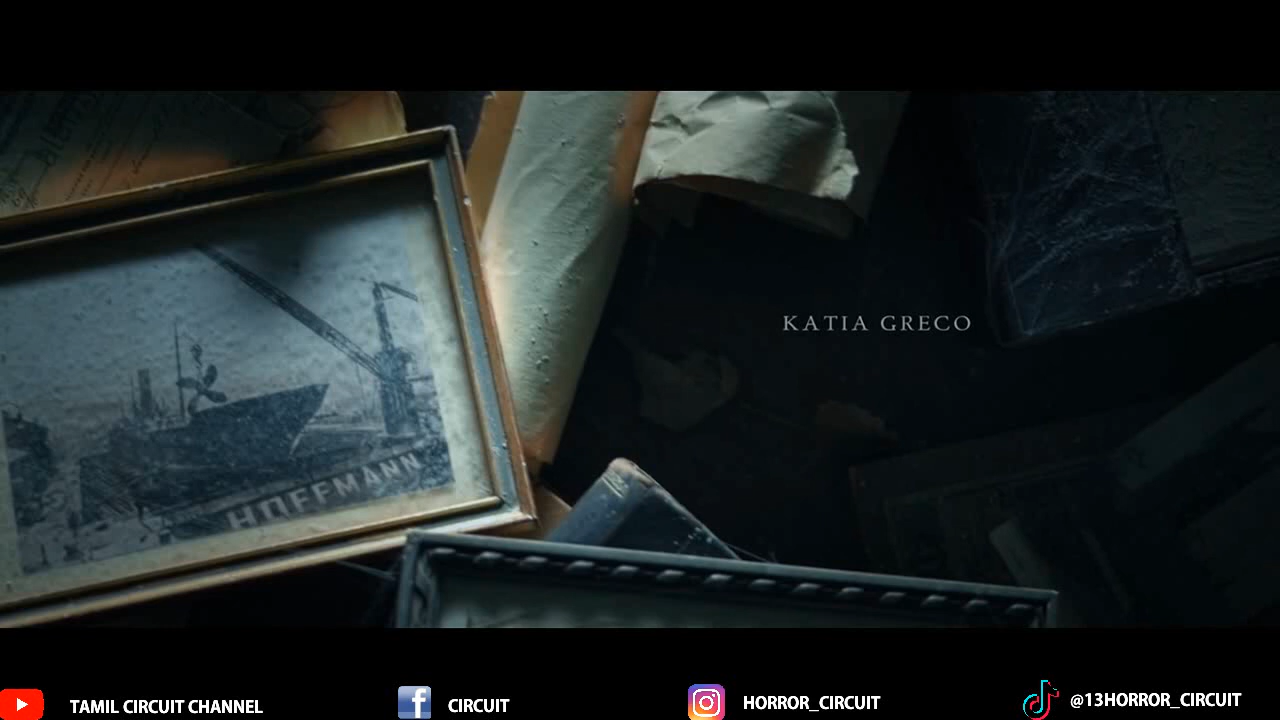 KATIA GRECO
HOFFMANN
TAMIL CIRCUIT CHANNEL
CIRCUIT
HORROR_CIRCUIT
@13HORROR_CIRCUIT